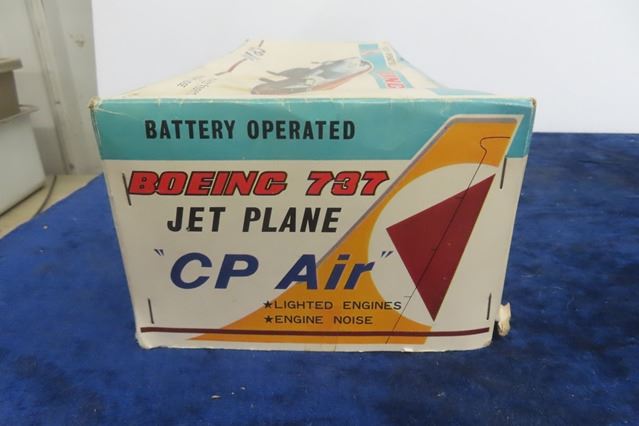 BATTERY OPERATED
BOEING 737
JET PLANE
"CP Air"
★LIGHTED ENGINES
★ENGINE NOISE